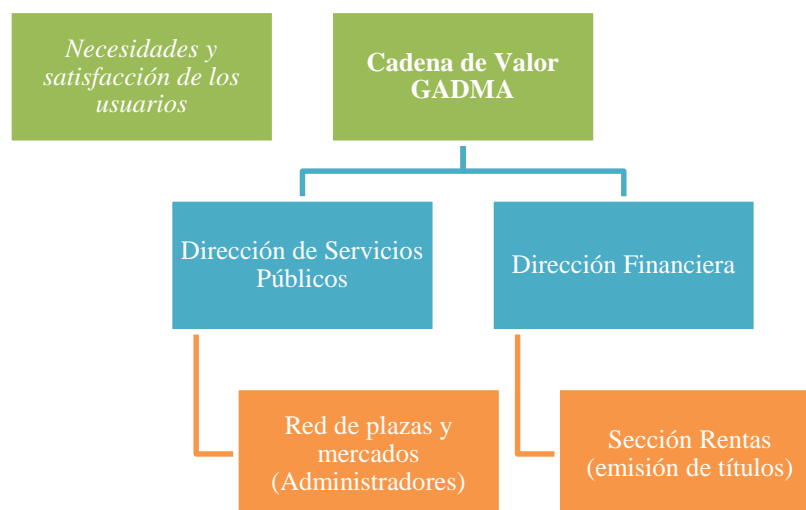 Necesidades y
satisfacción de los
usuarios
Cadena de Valor
GADMA
Dirección de Servicios
Públicos
Dirección Financiera
Red de plazas y
mercados
(Administradores)
Sección Rentas
(emisión de títulos)